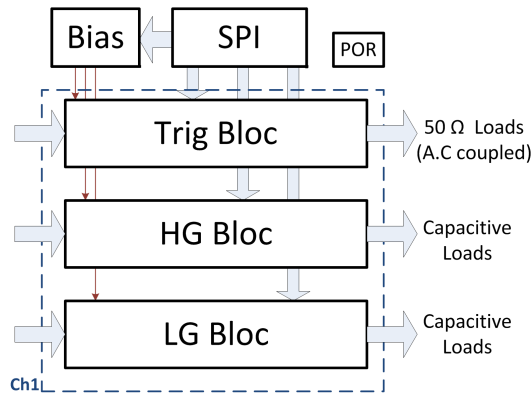 Bias
SPI
POR
Trig Bloc
50 Ω Loads
(A.C coupled)
HG Bloc
Capacitive
Loads
LG Bloc
Capacitive
Loads
Ch1